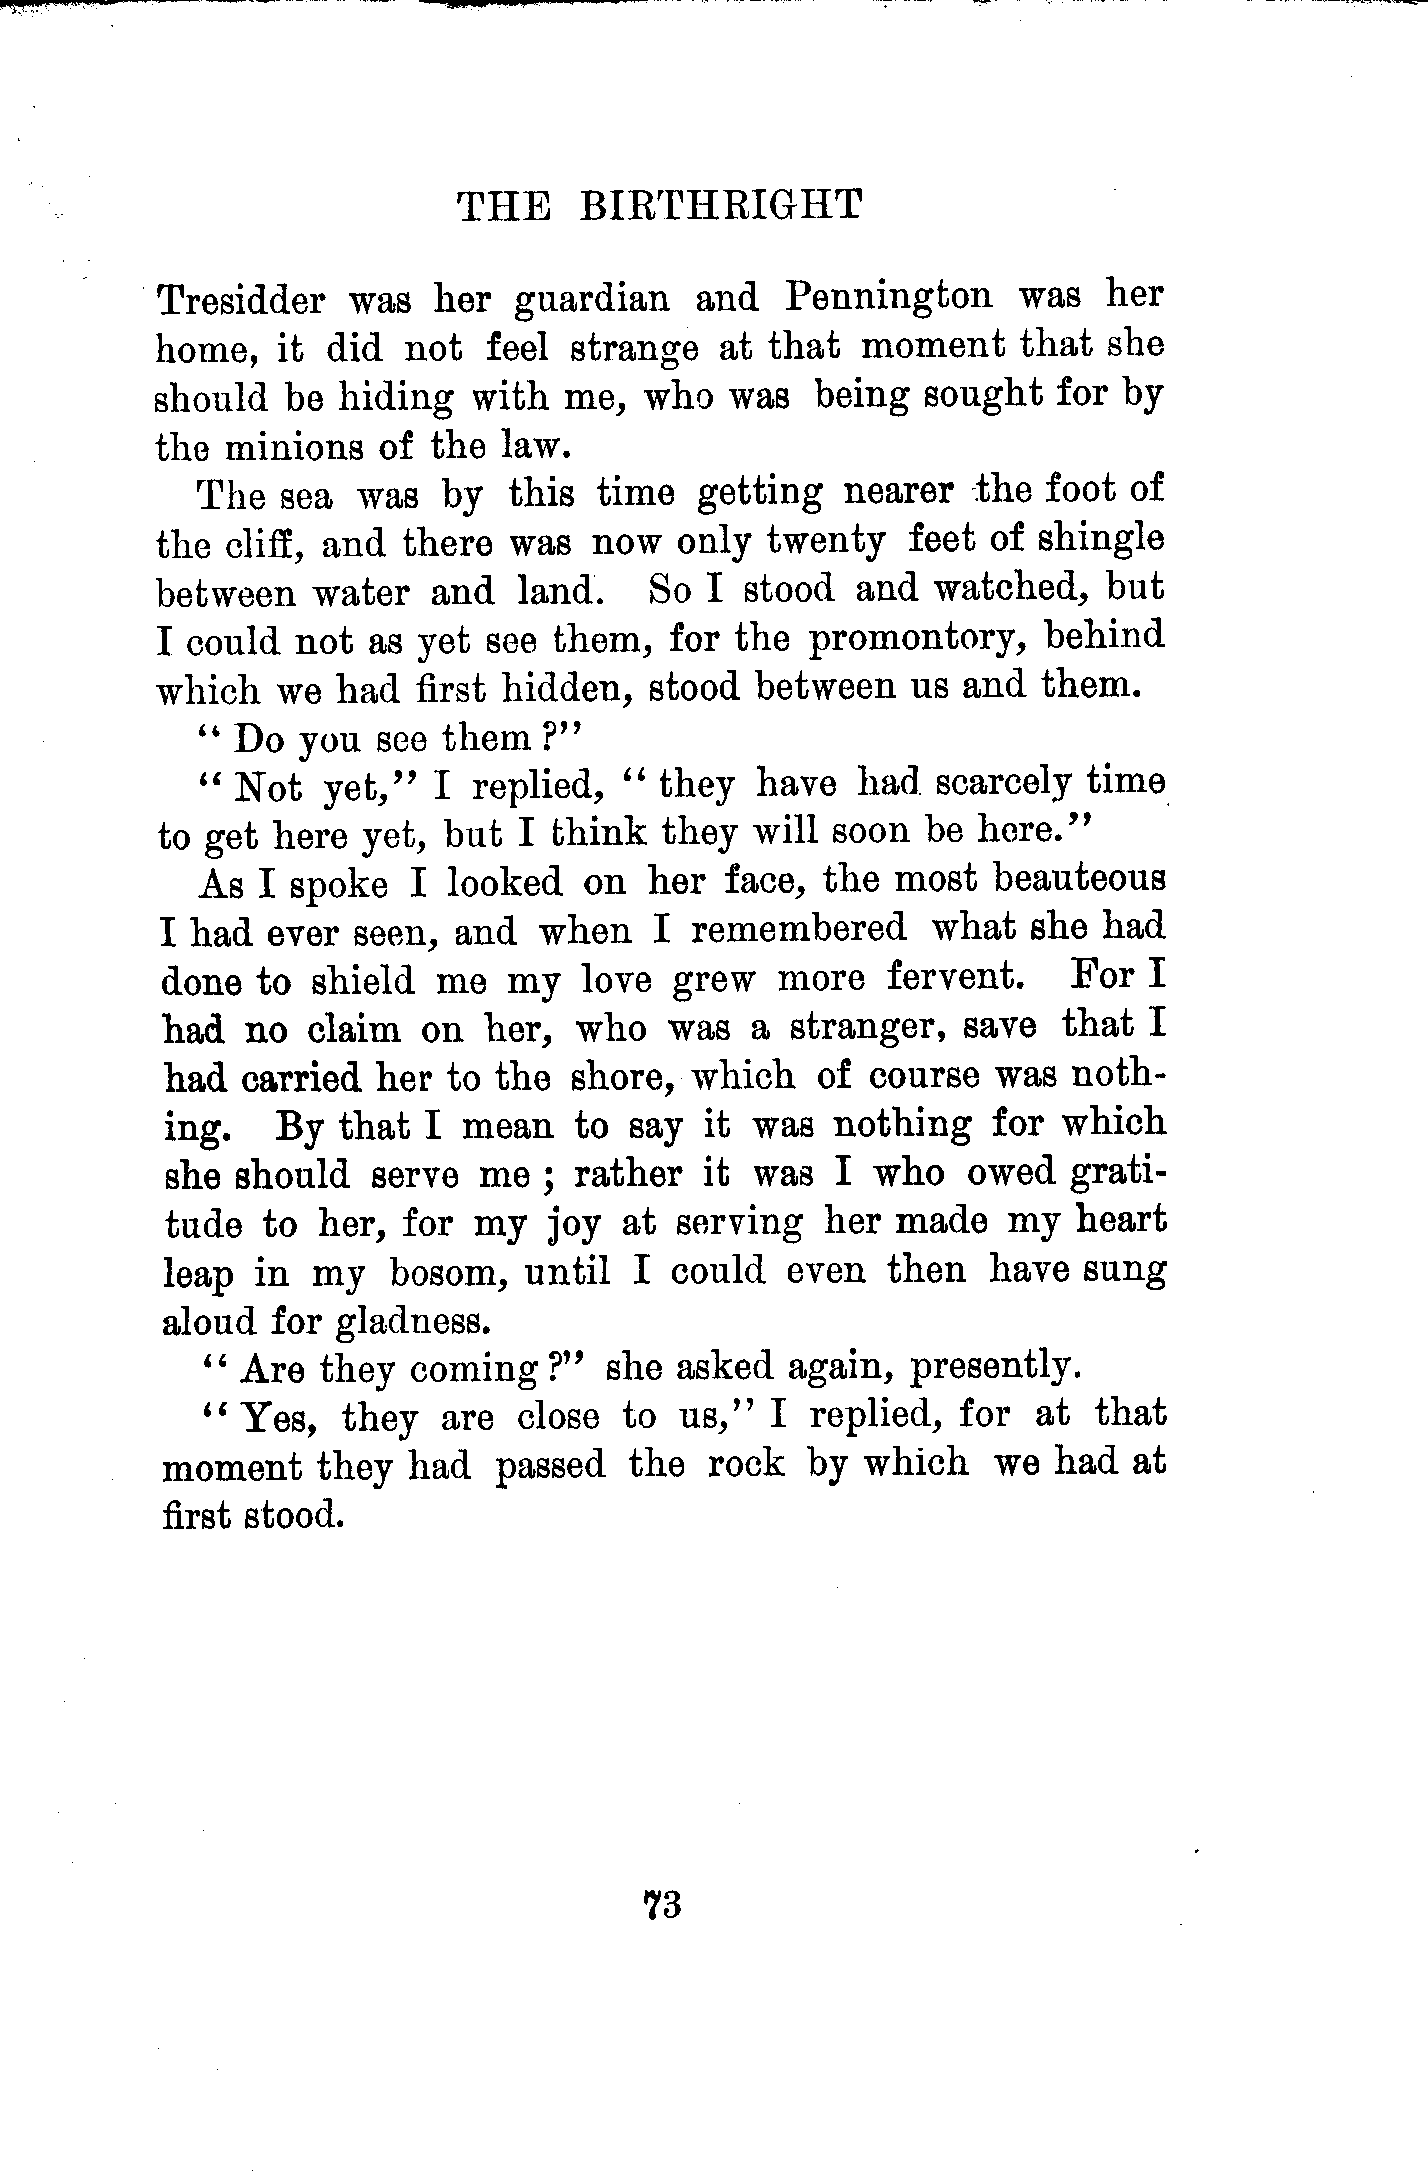 THE BIRTHRIGHT
Tresidder was her guardian and Pennington was her
home, it did not feel strange at that moment that she
should be hiding with me, who was being sought for by
the minions of the law.
The sea was by this time getting nearer the foot of
the cliff, and there was now only twenty feet of shingle
between water and land. So I stood and watched, but
I could not as yet see them, for the promontory, behind
which we had first hidden, stood between us and them.
“ Do you see them ?”
“ Not yet,” I replied, “ they have had scarcely time
to get here yet, but I think they will soon be here.”
As I spoke I looked on her face, the most beauteous
I had ever seen, and when I remembered what she had
done to shield me my love grew more fervent. For I
had no claim on her, who was a stranger, save that I
had carried her to the shore, which of course was noth-
ing. By that I mean to say it was nothing for which
she should serve me ; rather it was I who owed grati-
tude to her, for my joy at serving her made my heart
leap in my bosom, until I could even then have sung
aloud for gladness.
“ Are they coming ?” she asked again, presently.
“ Yes, they are close to us,” I replied, for at that
moment they had passed the rock by which we had at
first stood.
73